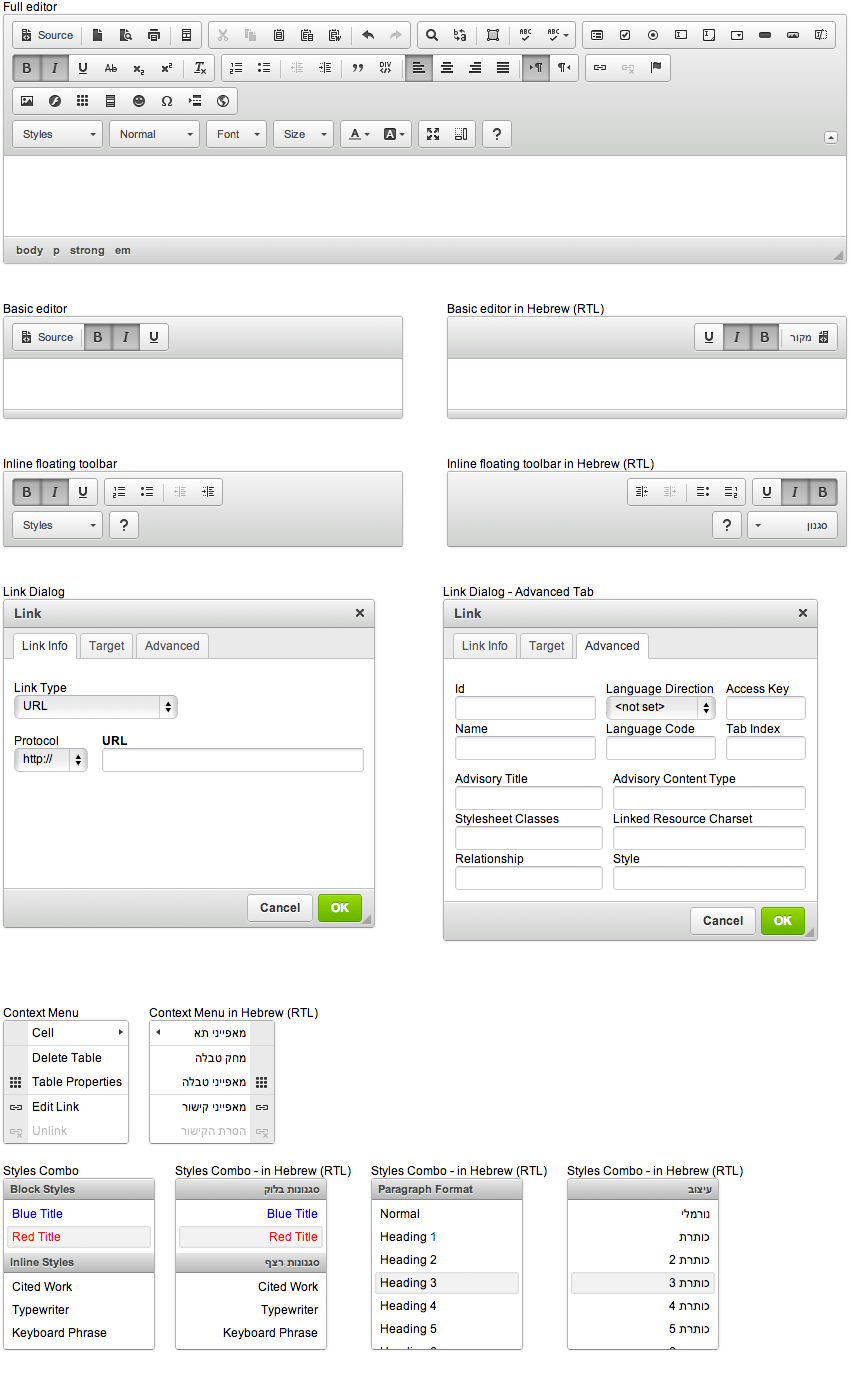 Full editor
Source ABC ABC
B I U Ab x₂ x² Tx DIV
Styles Normal Font Size A A ?
body p strong em
Basic editor Basic editor in Hebrew (RTL)
Source B I U U I B מקור
Inline floating toolbar Inline floating toolbar in Hebrew (RTL)
B I U U I B
Styles ? ? סגנון
Link Dialog
Link
Link Info Target Advanced
Link Type
URL
Protocol URL
http://
Cancel OK
Link Dialog - Advanced Tab
Link
Link Info Target Advanced
Id Language Direction Access Key
<not set>
Name Language Code Tab Index
Advisory Title Advisory Content Type
Stylesheet Classes Linked Resource Charset
Relationship Style
Cancel OK
Context Menu
Cell
Delete Table
Table Properties
Edit Link
Unlink
Context Menu in Hebrew (RTL)
מאפייני תא
מחק טבלה
מאפייני טבלה
מאפייני קישור
הסרת הקישור
Styles Combo
Block Styles
Blue Title
Red Title
Inline Styles
Cited Work
Typewriter
Keyboard Phrase
Styles Combo - in Hebrew (RTL)
סגנונות בלוק
Blue Title
Red Title
סגנונות רצף
Cited Work
Typewriter
Keyboard Phrase
Styles Combo - in Hebrew (RTL)
Paragraph Format
Normal
Heading 1
Heading 2
Heading 3
Heading 4
Heading 5
Styles Combo - in Hebrew (RTL)
עיצוב
נורמלי
כותרת
כותרת 2
כותרת 3
כותרת 4
כותרת 5